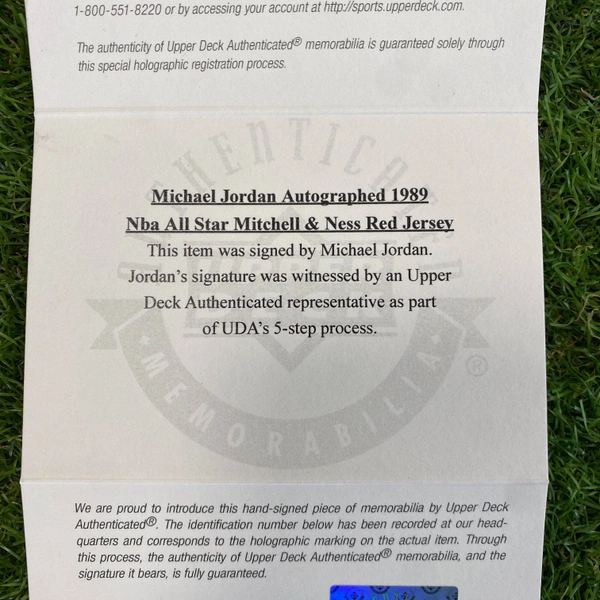 1-800-551-8220 or by accessing your account at http://sports.upperdeck.com.
The authenticity of Upper Deck Authenticated® memorabilia is guaranteed solely through
this special holographic registration process.
AUTHENTICATED
Michael Jordan Autographed 1989
Nba All Star Mitchell & Ness Red Jersey
This item was signed by Michael Jordan.
Jordan's signature was witnessed by an Upper
Deck Authenticated representative as part
of UDA's 5-step process.
MEMORABILIA
®
We are proud to introduce this hand-signed piece of memorabilia by Upper Deck
Authenticated®. The identification number below has been recorded at our head-
quarters and corresponds to the holographic marking on the actual item. Through
this process, the authenticity of Upper Deck Authenticated® memorabilia, and the
signature it bears, is fully guaranteed.